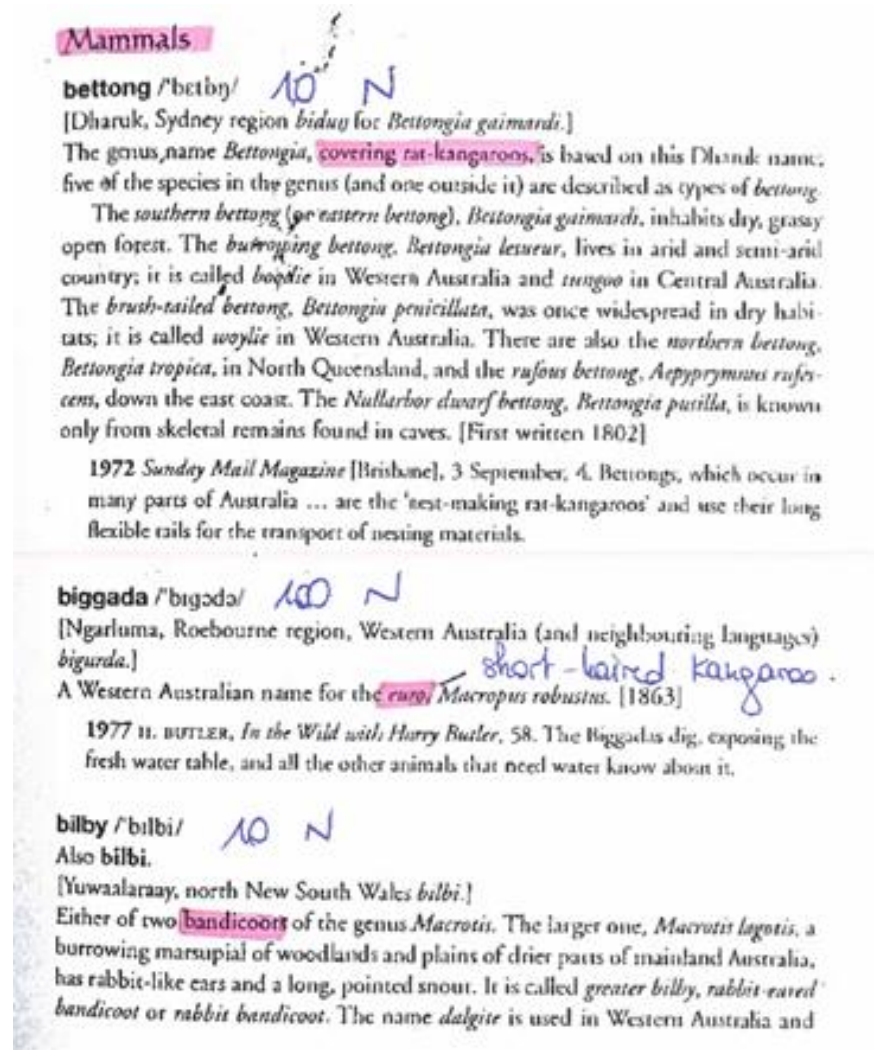 Mammals
bettong /ˈbɛtɒŋ/ 10 N
[Dharuk, Sydney region biduŋ for Bettongia gaimardi.]
The genus name Bettongia, covering rat-kangaroos, is based on this Dharuk name;
five of the species in the genus (and one outside it) are described as types of bettong.
The southern bettong (or eastern bettong), Bettongia gaimardi, inhabits dry, grassy
open forest. The burrowing bettong, Bettongia lesueur, lives in arid and semi-arid
country; it is called boodie in Western Australia and tungoo in Central Australia.
The brush-tailed bettong, Bettongia penicillata, was once widespread in dry habi-
tats; it is called woylie in Western Australia. There are also the northern bettong,
Bettongia tropica, in North Queensland, and the rufous bettong, Aepyprymnus rufes-
cens, down the east coast. The Nullarbor dwarf bettong, Bettongia pusilla, is known
only from skeletal remains found in caves. [First written 1802]
1972 Sunday Mail Magazine [Brisbane], 3 September, 4. Bettongs, which occur in
many parts of Australia ... are the 'nest-making rat-kangaroos' and use their long
flexible tails for the transport of nesting materials.
biggada /ˈbɪgədə/ 100 N
[Ngarluma, Roebourne region, Western Australia (and neighbouring languages)
bigurda.]
short-haired kangaroo.
A Western Australian name for the euro, Macropus robustus. [1863]
1977 H. BUTLER, In the Wild with Harry Butler, 58. The Biggadas dig, exposing the
fresh water table, and all the other animals that need water know about it.
bilby /ˈbɪlbi/ 10 N
Also bilbi.
[Yuwaalaraay, north New South Wales bilbi.]
Either of two bandicoots of the genus Macrotis. The larger one, Macrotis lagotis, a
burrowing marsupial of woodlands and plains of drier parts of mainland Australia,
has rabbit-like ears and a long, pointed snout. It is called greater bilby, rabbit-eared
bandicoot or rabbit bandicoot. The name dalgite is used in Western Australia and